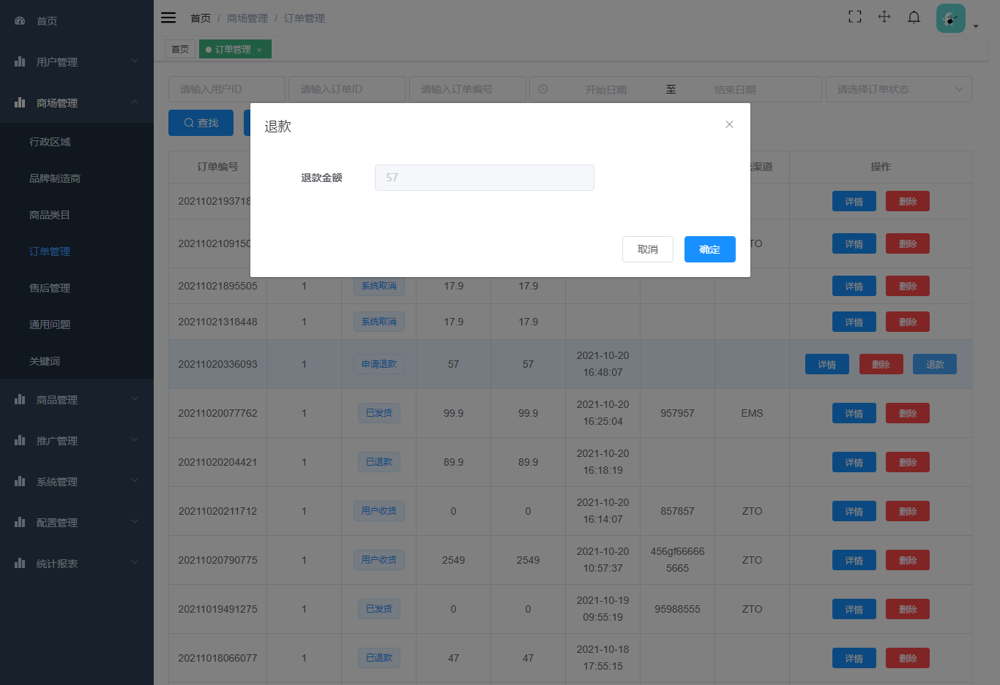 首页
用户管理
商场管理
行政区域
品牌制造商
商品类目
订单管理
售后管理
通用问题
关键词
商品管理
推广管理
系统管理
配置管理
统计报表
首页 / 商场管理 / 订单管理
首页 订单管理 ×
请输入用户ID 请输入订单ID 请输入订单编号 开始日期 至 结束日期 请选择订单状态
查找
退款
退款金额 57
取消 确定
订单编号 渠道 操作
2021102193718 详情 删除
2021102109150 TO 详情 删除
20211021895505 1 系统取消 17.9 17.9 详情 删除
20211021318448 1 系统取消 17.9 17.9 详情 删除
20211020336093 1 申请退款 57 57 2021-10-20 16:48:07 详情 删除 退款
20211020077762 1 已发货 99.9 99.9 2021-10-20 16:25:04 957957 EMS 详情 删除
20211020204421 1 已退款 89.9 89.9 2021-10-20 16:18:19 详情 删除
20211020211712 1 用户收货 0 0 2021-10-20 16:14:07 857857 ZTO 详情 删除
20211020790775 1 用户收货 2549 2549 2021-10-20 10:57:37 456gf666665665 ZTO 详情 删除
20211019491275 1 已发货 0 0 2021-10-19 09:55:19 95988555 ZTO 详情 删除
20211018066077 1 已退款 47 47 2021-10-18 17:55:15 详情 删除